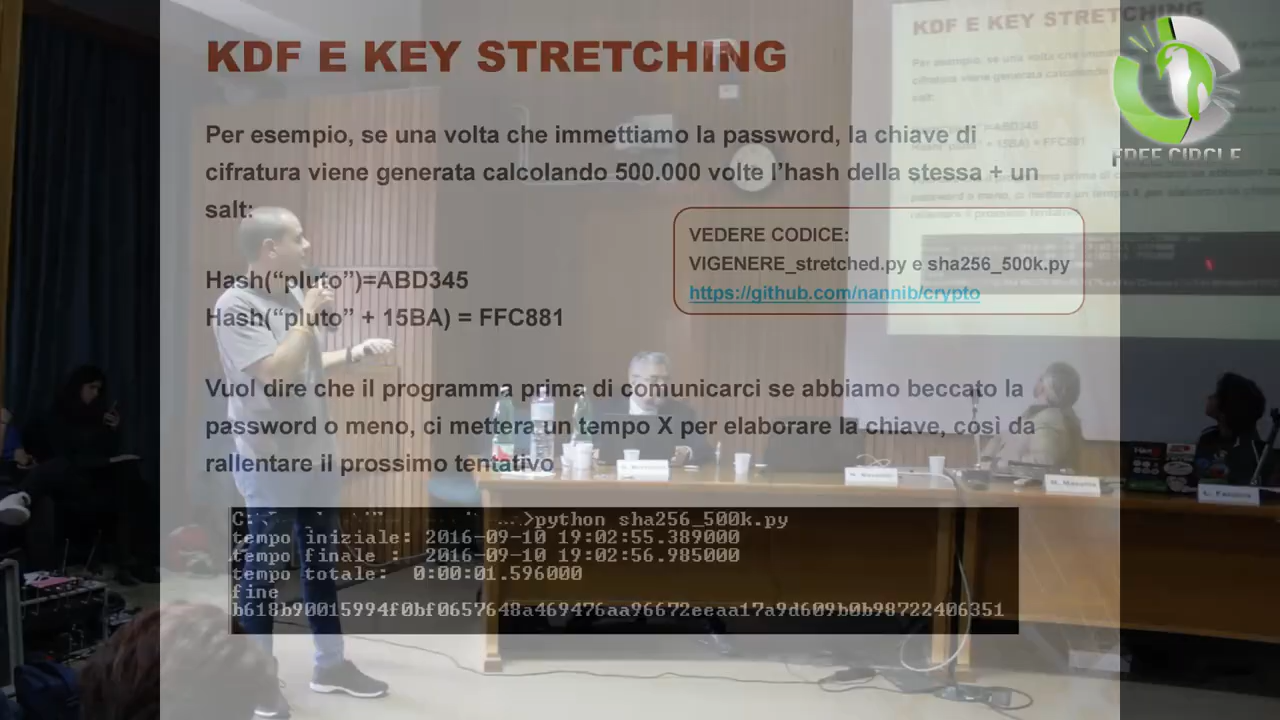 KDF E KEY STRETCHING
Per esempio, se una volta che immettiamo la password, la chiave di
cifratura viene generata calcolando 500.000 volte l'hash della stessa + un
salt:
VEDERE CODICE:
VIGENERE_stretched.py e sha256_500k.py
https://github.com/nannib/crypto
Hash("pluto")=ABD345
Hash("pluto" + 15BA) = FFC881
Vuol dire che il programma prima di comunicarci se abbiamo beccato la
password o meno, ci metterà un tempo X per elaborare la chiave, così da
rallentare il prossimo tentativo
>python sha256_500k.py
tempo iniziale: 2016-09-10 19:02:55.389000
tempo finale : 2016-09-10 19:02:56.985000
tempo totale: 0:00:01.596000
fine
b618b90015994f0bf0657648a469476aa96672eeaa17a9d609b0b98722406351
FREE CIRCLE
KDF E KEY STRETCHING